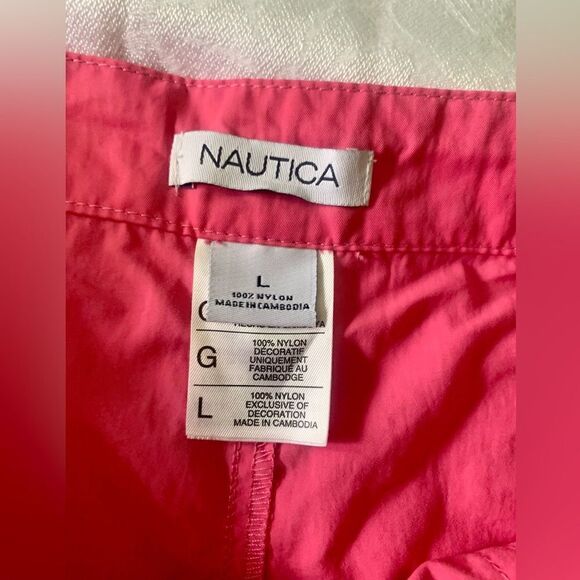 NAUTICA
L
100% NYLON
MADE IN CAMBODIA
G
100% NYLON
DÉCORATIF
UNIQUEMENT
FABRIQUÉ AU
CAMBODGE
L
100% NYLON
EXCLUSIVE OF
DECORATION
MADE IN CAMBODIA